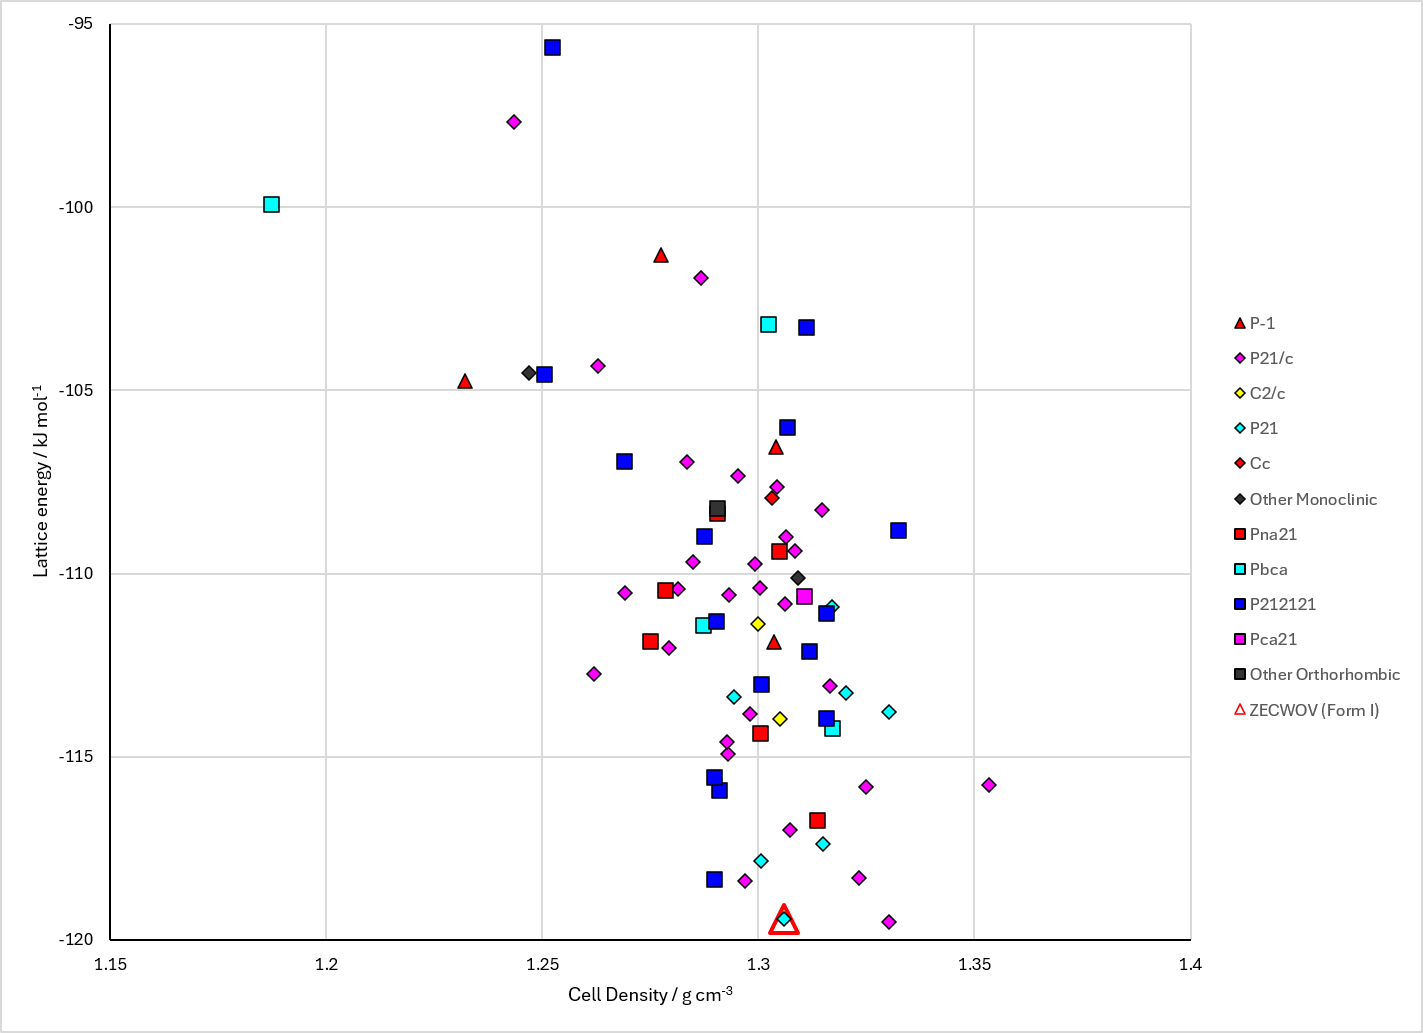 -95
-100
-105
-110
-115
-120
Lattice energy / kJ mol-1
1.15 1.2 1.25 1.3 1.35 1.4
Cell Density / g cm-3
P-1
P21/c
C2/c
P21
Cc
Other Monoclinic
Pna21
Pbca
P212121
Pca21
Other Orthorhombic
ZECWOV (Form I)